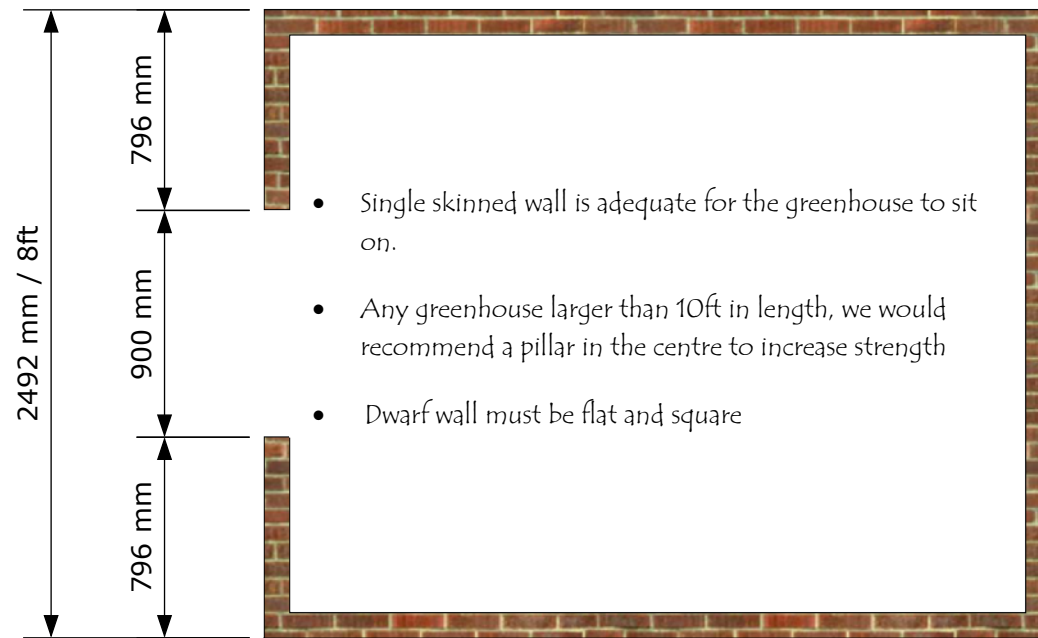 2492 mm / 8ft
796 mm
900 mm
796 mm
• Single skinned wall is adequate for the greenhouse to sit
on.
• Any greenhouse larger than 10ft in length, we would
recommend a pillar in the centre to increase strength
• Dwarf wall must be flat and square